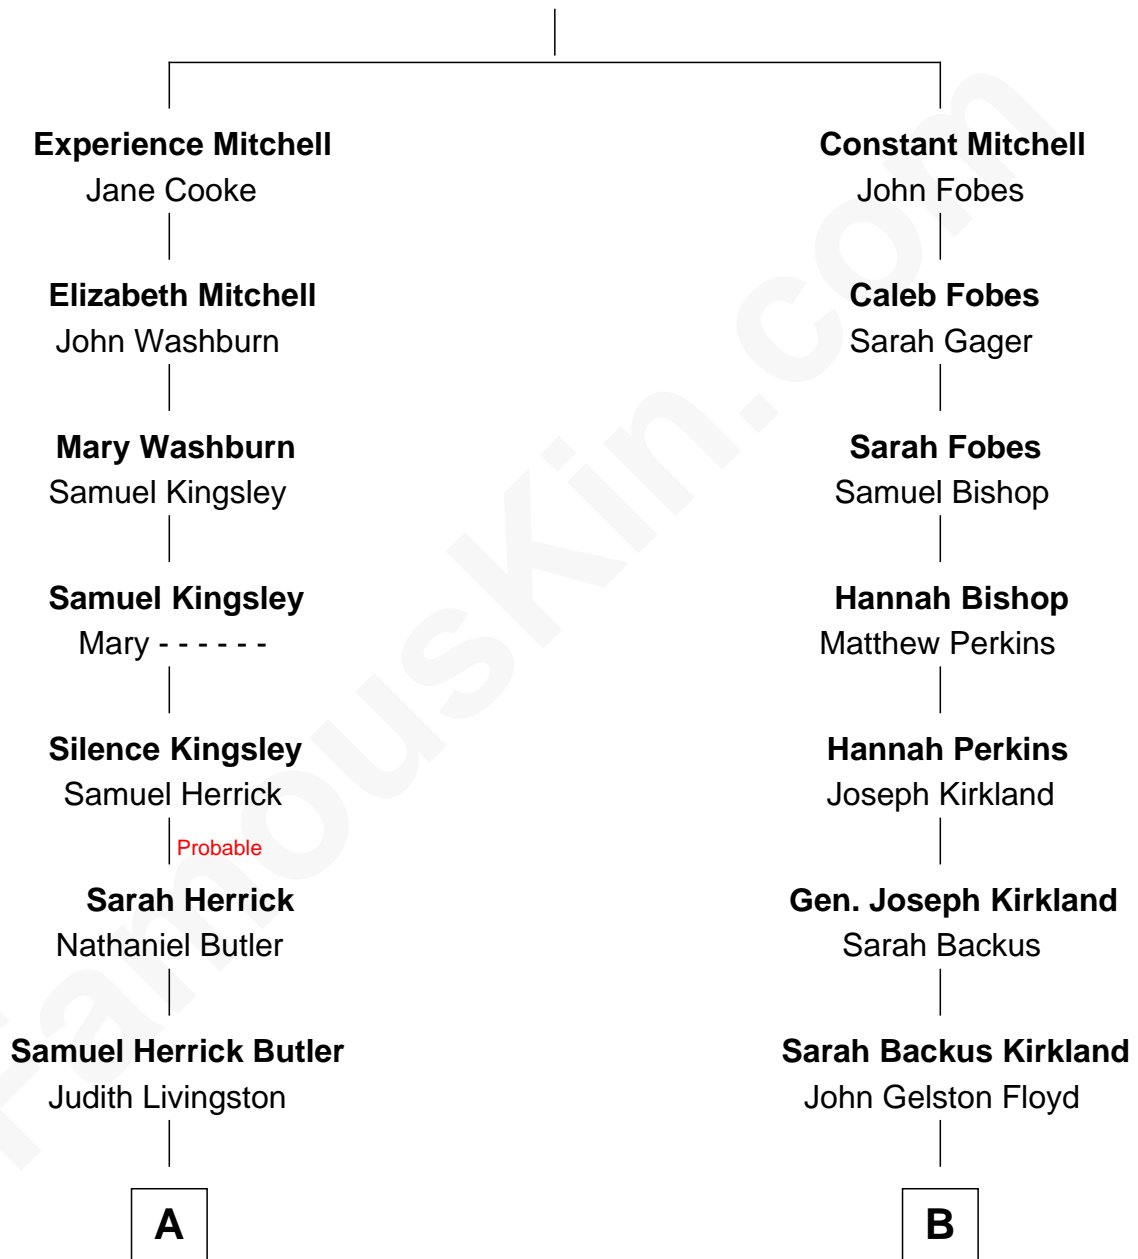 Experience Mitchell
Jane Cooke
Elizabeth Mitchell
John Washburn
Mary Washburn
Samuel Kingsley
Samuel Kingsley
Mary - - - - - -
Silence Kingsley
Samuel Herrick
Probable
Sarah Herrick
Nathaniel Butler
Samuel Herrick Butler
Judith Livingston
A
Constant Mitchell
John Fobes
Caleb Fobes
Sarah Gager
Sarah Fobes
Samuel Bishop
Hannah Bishop
Matthew Perkins
Hannah Perkins
Joseph Kirkland
Gen. Joseph Kirkland
Sarah Backus
Sarah Backus Kirkland
John Gelston Floyd
B
FamousKin.com